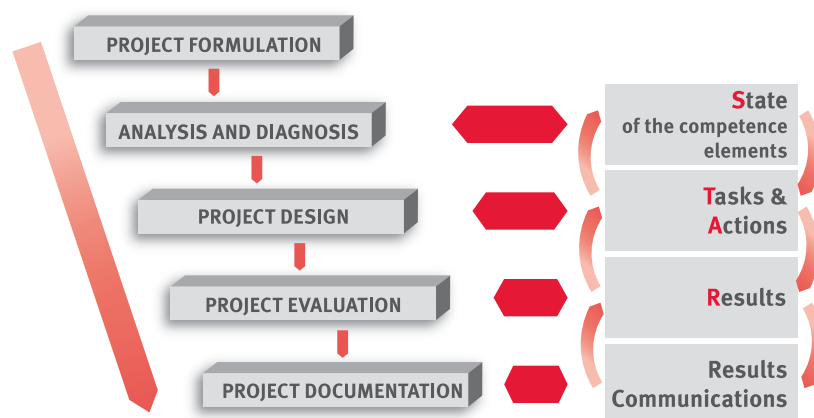 PROJECT FORMULATION
ANALYSIS AND DIAGNOSIS
PROJECT DESIGN
PROJECT EVALUATION
PROJECT DOCUMENTATION
State
of the competence
elements
Tasks &
Actions
Results
Results
Communications